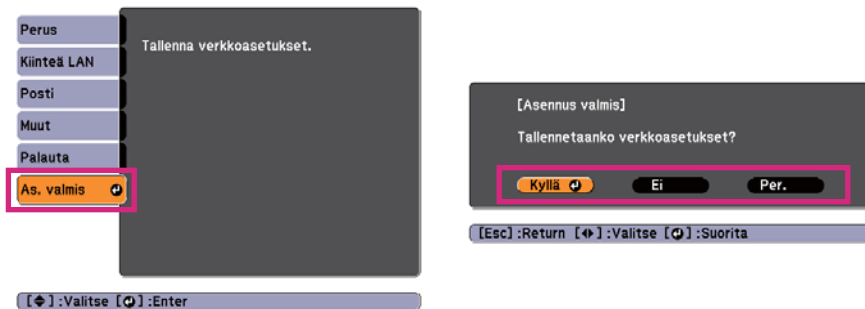 Perus
Kiinteä LAN
Posti
Muut
Palauta
As. valmis
Tallenna verkkoasetukset.
[ ] :Valitse [ ] :Enter
[Asennus valmis]
Tallennetaanko verkkoasetukset?
Kyllä Ei Per.
[Esc] :Return [ ] :Valitse [ ] :Suorita